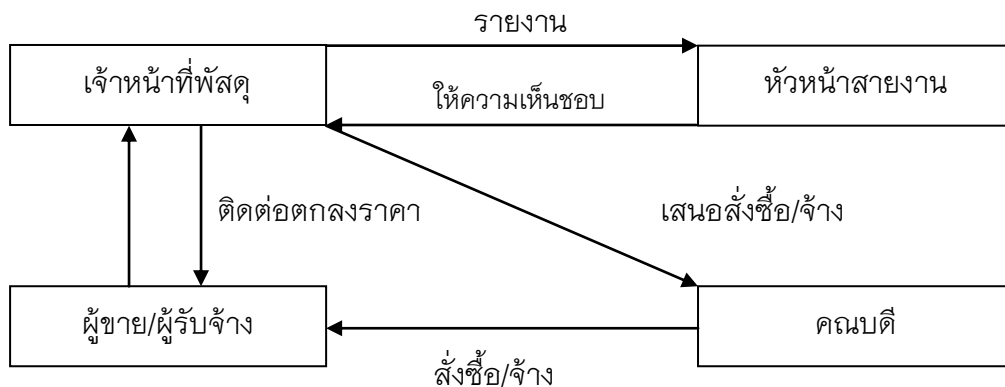 รายงาน
เจ้าหน้าที่พัสดุ
หัวหน้าสายงาน
ให้ความเห็นชอบ
ติดต่อตกลงราคา
เสนอสั่งซื้อ/จ้าง
ผู้ขาย/ผู้รับจ้าง
คณบดี
สั่งซื้อ/จ้าง